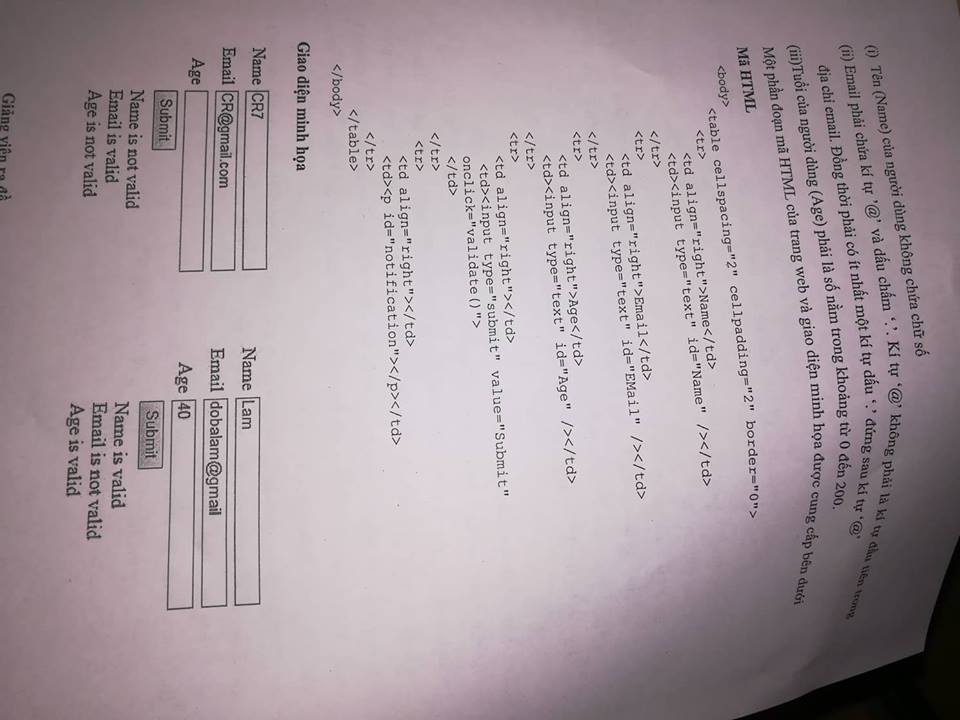 (i) Tên (Name) của người dùng không chứa chữ số
(ii) Email phải chứa kí tự '@' và dấu chấm '.'. Kí tự '@' không phải là kí tự đầu tiên trong
địa chỉ email. Đồng thời phải có ít nhất một kí tự dấu '.' đứng sau kí tự '@'
(iii)Tuổi của người dùng (Age) phải là số nằm trong khoảng từ 0 đến 200.
Một phần đoạn mã HTML của trang web và giao diện minh họa được cung cấp bên dưới
Mã HTML
<body>
<table cellspacing="2" cellpadding="2" border="0">
<tr>
<td align="right">Name</td>
<td><input type="text" id="Name" /></td>
</tr>
<tr>
<td align="right">Email</td>
<td><input type="text" id="EMail" /></td>
</tr>
<tr>
<td align="right">Age</td>
<td><input type="text" id="Age" /></td>
</tr>
<tr>
<td align="right"></td>
<td><input type="submit" value="Submit"
onclick="validate()">
</td>
</tr>
<tr>
<td align="right"></td>
<td><p id="notification"></p></td>
</tr>
</table>
</body>
Giao diện minh họa
Name CR7
Email CR@gmail.com
Age
Submit
Name is not valid
Email is valid
Age is not valid
Name Lam
Email dobalam@gmail
Age 40
Submit
Name is valid
Email is not valid
Age is valid
Giảng viên ra đề